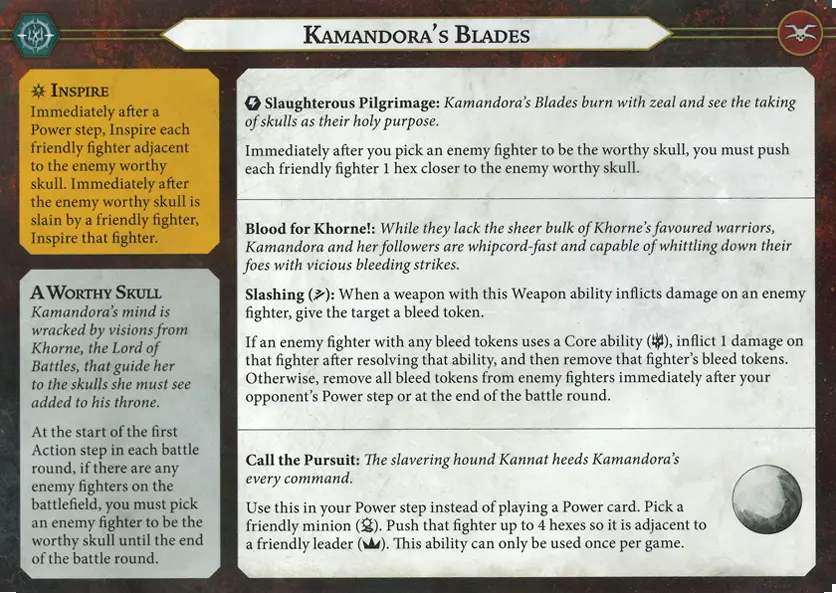 KAMANDORA'S BLADES
INSPIRE
Immediately after a
Power step, Inspire each
friendly fighter adjacent
to the enemy worthy
skull. Immediately after
the enemy worthy skull is
slain by a friendly fighter,
Inspire that fighter.
A WORTHY SKULL
Kamandora's mind is
wracked by visions from
Khorne, the Lord of
Battles, that guide her
to the skulls she must see
added to his throne.
At the start of the first
Action step in each battle
round, if there are any
enemy fighters on the
battlefield, you must pick
an enemy fighter to be the
worthy skull until the end
of the battle round.
Slaughterous Pilgrimage: Kamandora's Blades burn with zeal and see the taking
of skulls as their holy purpose.
Immediately after you pick an enemy fighter to be the worthy skull, you must push
each friendly fighter 1 hex closer to the enemy worthy skull.
Blood for Khorne!: While they lack the sheer bulk of Khorne's favoured warriors,
Kamandora and her followers are whipcord-fast and capable of whittling down their
foes with vicious bleeding strikes.
Slashing ( ): When a weapon with this Weapon ability inflicts damage on an enemy
fighter, give the target a bleed token.
If an enemy fighter with any bleed tokens uses a Core ability ( ), inflict 1 damage on
that fighter after resolving that ability, and then remove that fighter's bleed tokens.
Otherwise, remove all bleed tokens from enemy fighters immediately after your
opponent's Power step or at the end of the battle round.
Call the Pursuit: The slavering hound Kannat heeds Kamandora's
every command.
Use this in your Power step instead of playing a Power card. Pick a
friendly minion ( ). Push that fighter up to 4 hexes so it is adjacent to
a friendly leader ( ). This ability can only be used once per game.